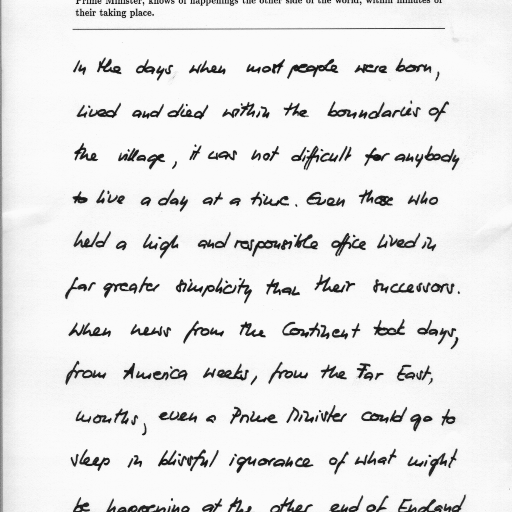 Prime Minister, knows of happenings the other side of the world, within minutes of
their taking place.
In the days when most people were born,
lived and died within the boundaries of
the village, it was not difficult for anybody
to live a day at a time. Even those who
held a high and responsible office lived in
far greater simplicity than their successors.
When news from the Continent took days,
from America weeks, from the Far East,
months, even a Prime Minister could go to
sleep in blissful ignorance of what might
be happening at the other end of England